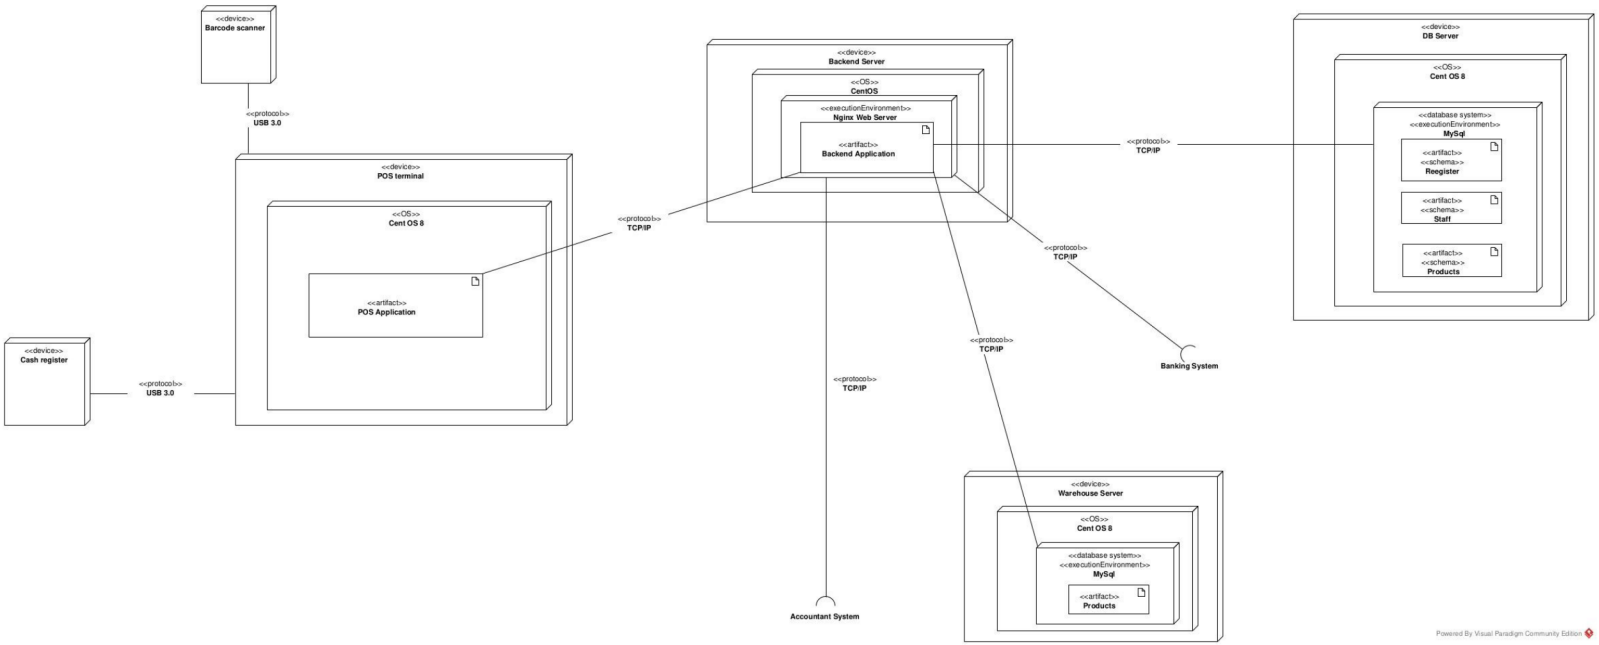 <<device>>
Barcode scanner
<<protocol>>
USB 3.0
<<device>>
POS terminal
<<OS>>
Cent OS 8
<<artifact>>
POS Application
<<device>>
Cash register
<<protocol>>
USB 3.0
<<protocol>>
TCP/IP
<<device>>
Backend Server
<<OS>>
CentOS
<<executionEnvironment>>
Nginx Web Server
<<artifact>>
Backend Application
<<protocol>>
TCP/IP
<<device>>
DB Server
<<OS>>
Cent OS 8
<<database system>>
<<executionEnvironment>>
MySql
<<artifact>>
<<schema>>
Reegister
<<artifact>>
<<schema>>
Staff
<<artifact>>
<<schema>>
Products
<<protocol>>
TCP/IP
Banking System
<<protocol>>
TCP/IP
<<protocol>>
TCP/IP
Accountant System
<<device>>
Warehouse Server
<<OS>>
Cent OS 8
<<database system>>
<<executionEnvironment>>
MySql
<<artifact>>
Products
Powered By Visual Paradigm Community Edition